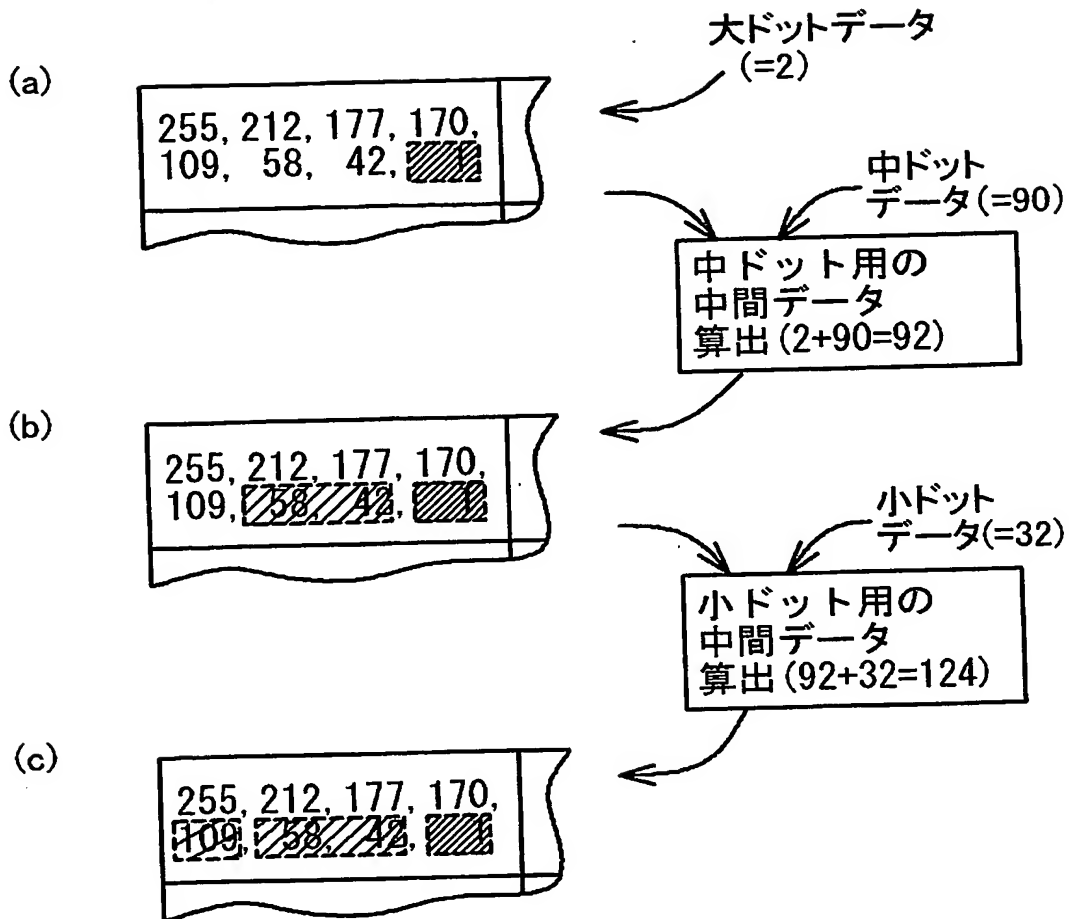 大ドットデータ
(=2)
(a)
255, 212, 177, 170,
109, 58, 42, 1
中ドット
データ(=90)
中ドット用の
中間データ
算出(2+90=92)
(b)
255, 212, 177, 170,
109, 58, 42, 1
小ドット
データ(=32)
小ドット用の
中間データ
算出(92+32=124)
(c)
255, 212, 177, 170,
109, 58, 42, 1